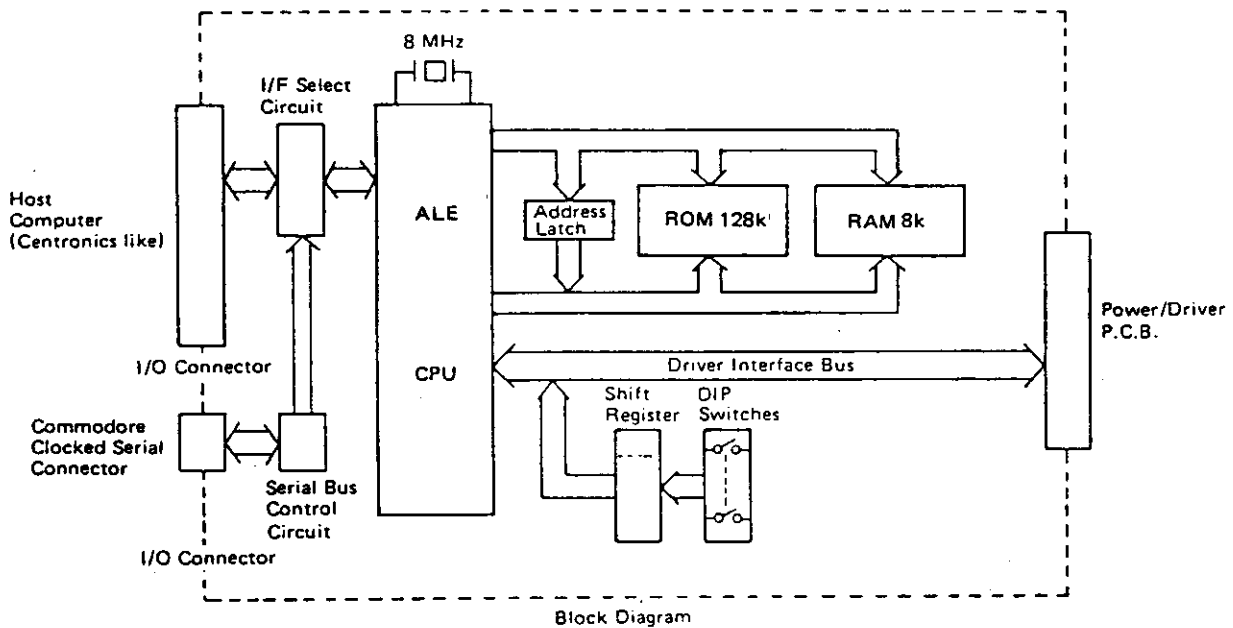 8 MHz
I/F Select
Circuit
Host
Computer
(Centronics like)
ALE
CPU
Address
Latch
ROM 128k
RAM 8k
Power/Driver
P.C.B.
I/O Connector
Driver Interface Bus
Shift
Register
DIP
Switches
Commodore
Clocked Serial
Connector
Serial Bus
Control
Circuit
I/O Connector
Block Diagram